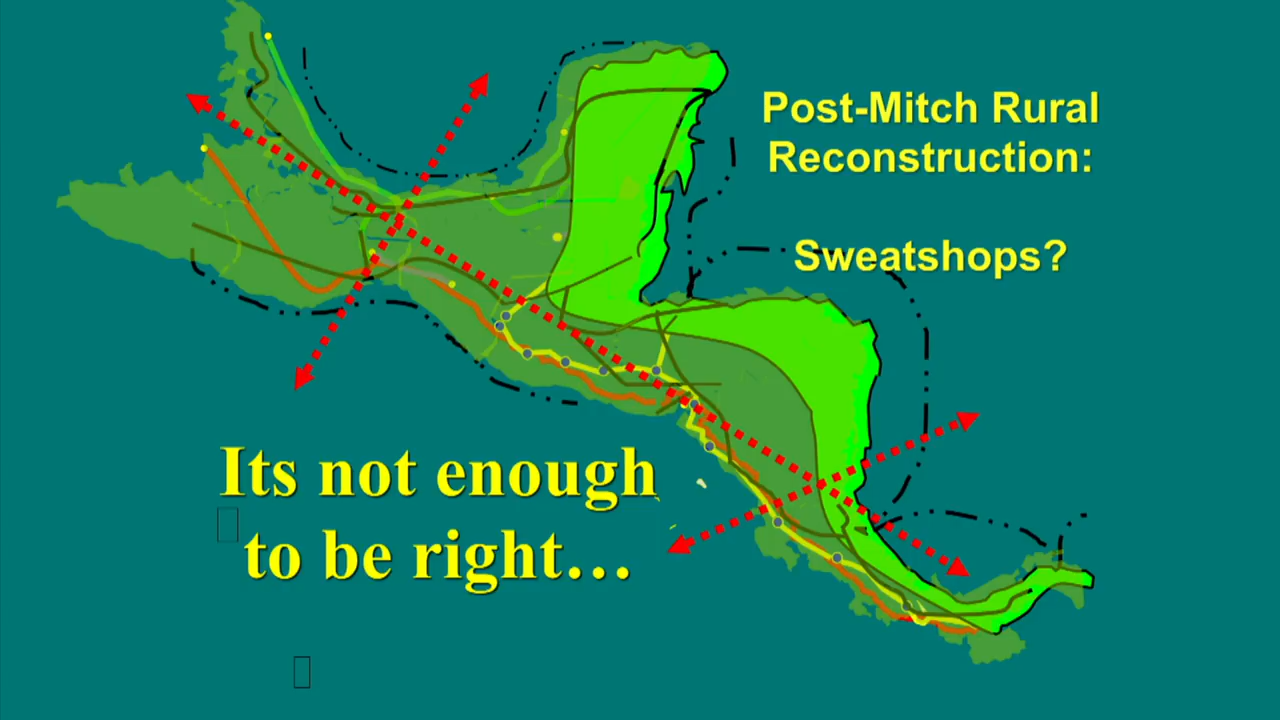 Post-Mitch Rural
Reconstruction:
Sweatshops?
Its not enough
to be right…